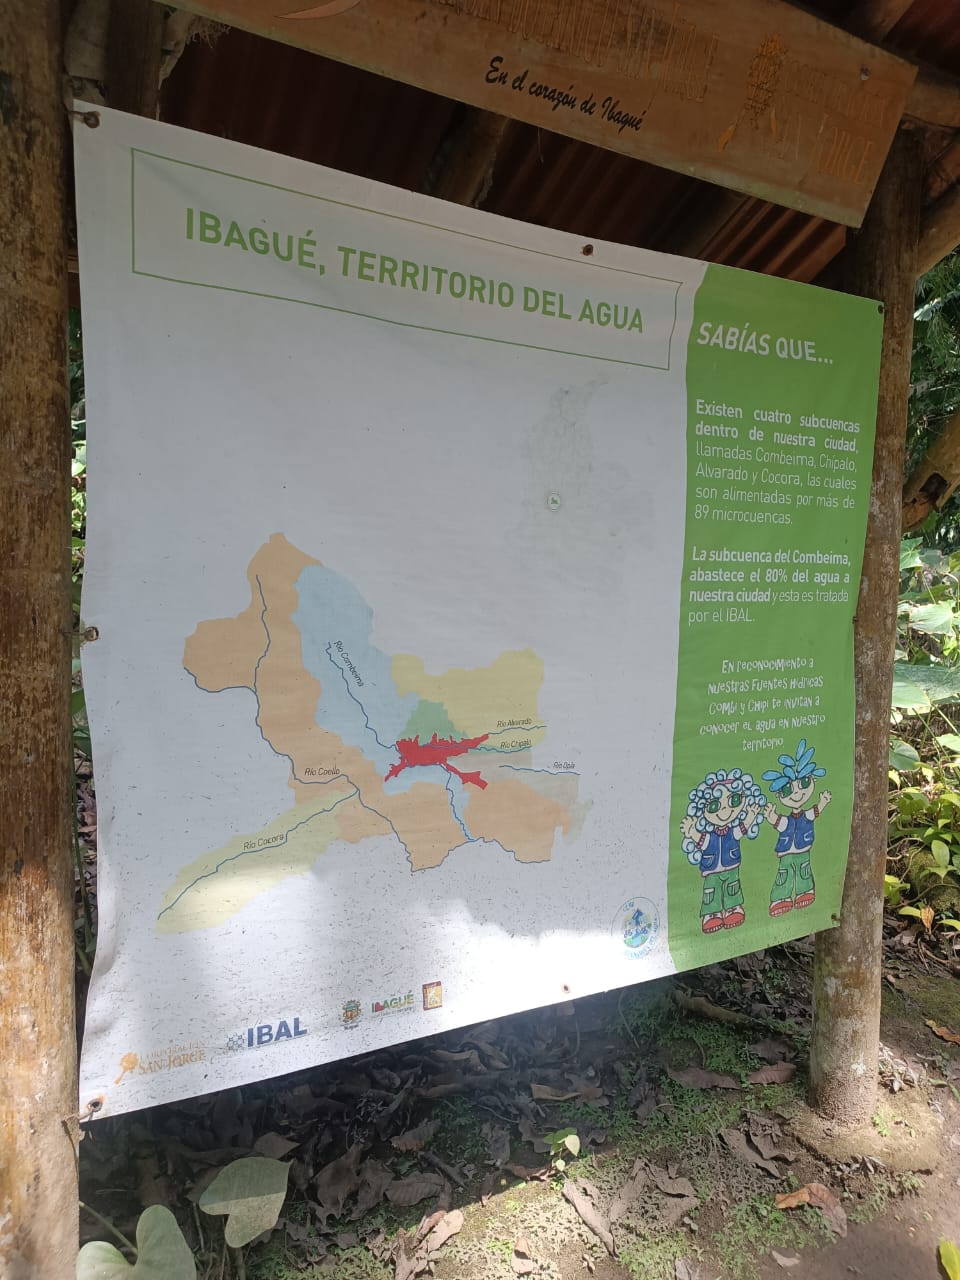 En el corazón de Ibagué
JORGE
IBAGUÉ, TERRITORIO DEL AGUA
SABÍAS QUE...
Existen cuatro subcuencas
dentro de nuestra ciudad,
llamadas Combeima, Chípalo,
Alvarado y Cocora, las cuales
son alimentadas por más de
89 microcuencas.
La subcuenca del Combeima,
abastece el 80% del agua a
nuestra ciudad y esta es tratada
por el IBAL.
En reconocimiento a
nuestras Fuentes Hídricas
Combi y Chipi te invitan a
conocer el agua en nuestro
territorio
Río Combeima
Río Alvarado
Río Chipalo
Río Opia
Río Coello
Río Cocora
CORPORACIÓN
SAN JORGE
IBAL
IBAGUÉ